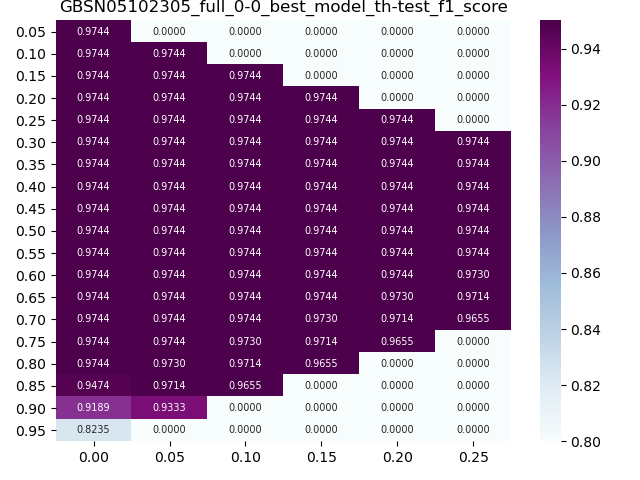 GBSN05102305_full_0-0_best_model_th-test_f1_score
0.05 0.9744 0.0000 0.0000 0.0000 0.0000 0.0000
0.10 0.9744 0.9744 0.0000 0.0000 0.0000 0.0000
0.15 0.9744 0.9744 0.9744 0.0000 0.0000 0.0000
0.20 0.9744 0.9744 0.9744 0.9744 0.0000 0.0000
0.25 0.9744 0.9744 0.9744 0.9744 0.9744 0.0000
0.30 0.9744 0.9744 0.9744 0.9744 0.9744 0.9744
0.35 0.9744 0.9744 0.9744 0.9744 0.9744 0.9744
0.40 0.9744 0.9744 0.9744 0.9744 0.9744 0.9744
0.45 0.9744 0.9744 0.9744 0.9744 0.9744 0.9744
0.50 0.9744 0.9744 0.9744 0.9744 0.9744 0.9744
0.55 0.9744 0.9744 0.9744 0.9744 0.9744 0.9744
0.60 0.9744 0.9744 0.9744 0.9744 0.9744 0.9730
0.65 0.9744 0.9744 0.9744 0.9744 0.9730 0.9714
0.70 0.9744 0.9744 0.9744 0.9730 0.9714 0.9655
0.75 0.9744 0.9744 0.9730 0.9714 0.9655 0.0000
0.80 0.9744 0.9730 0.9714 0.9655 0.0000 0.0000
0.85 0.9474 0.9714 0.9655 0.0000 0.0000 0.0000
0.90 0.9189 0.9333 0.0000 0.0000 0.0000 0.0000
0.95 0.8235 0.0000 0.0000 0.0000 0.0000 0.0000
0.00 0.05 0.10 0.15 0.20 0.25
0.94
0.92
0.90
0.88
0.86
0.84
0.82
0.80